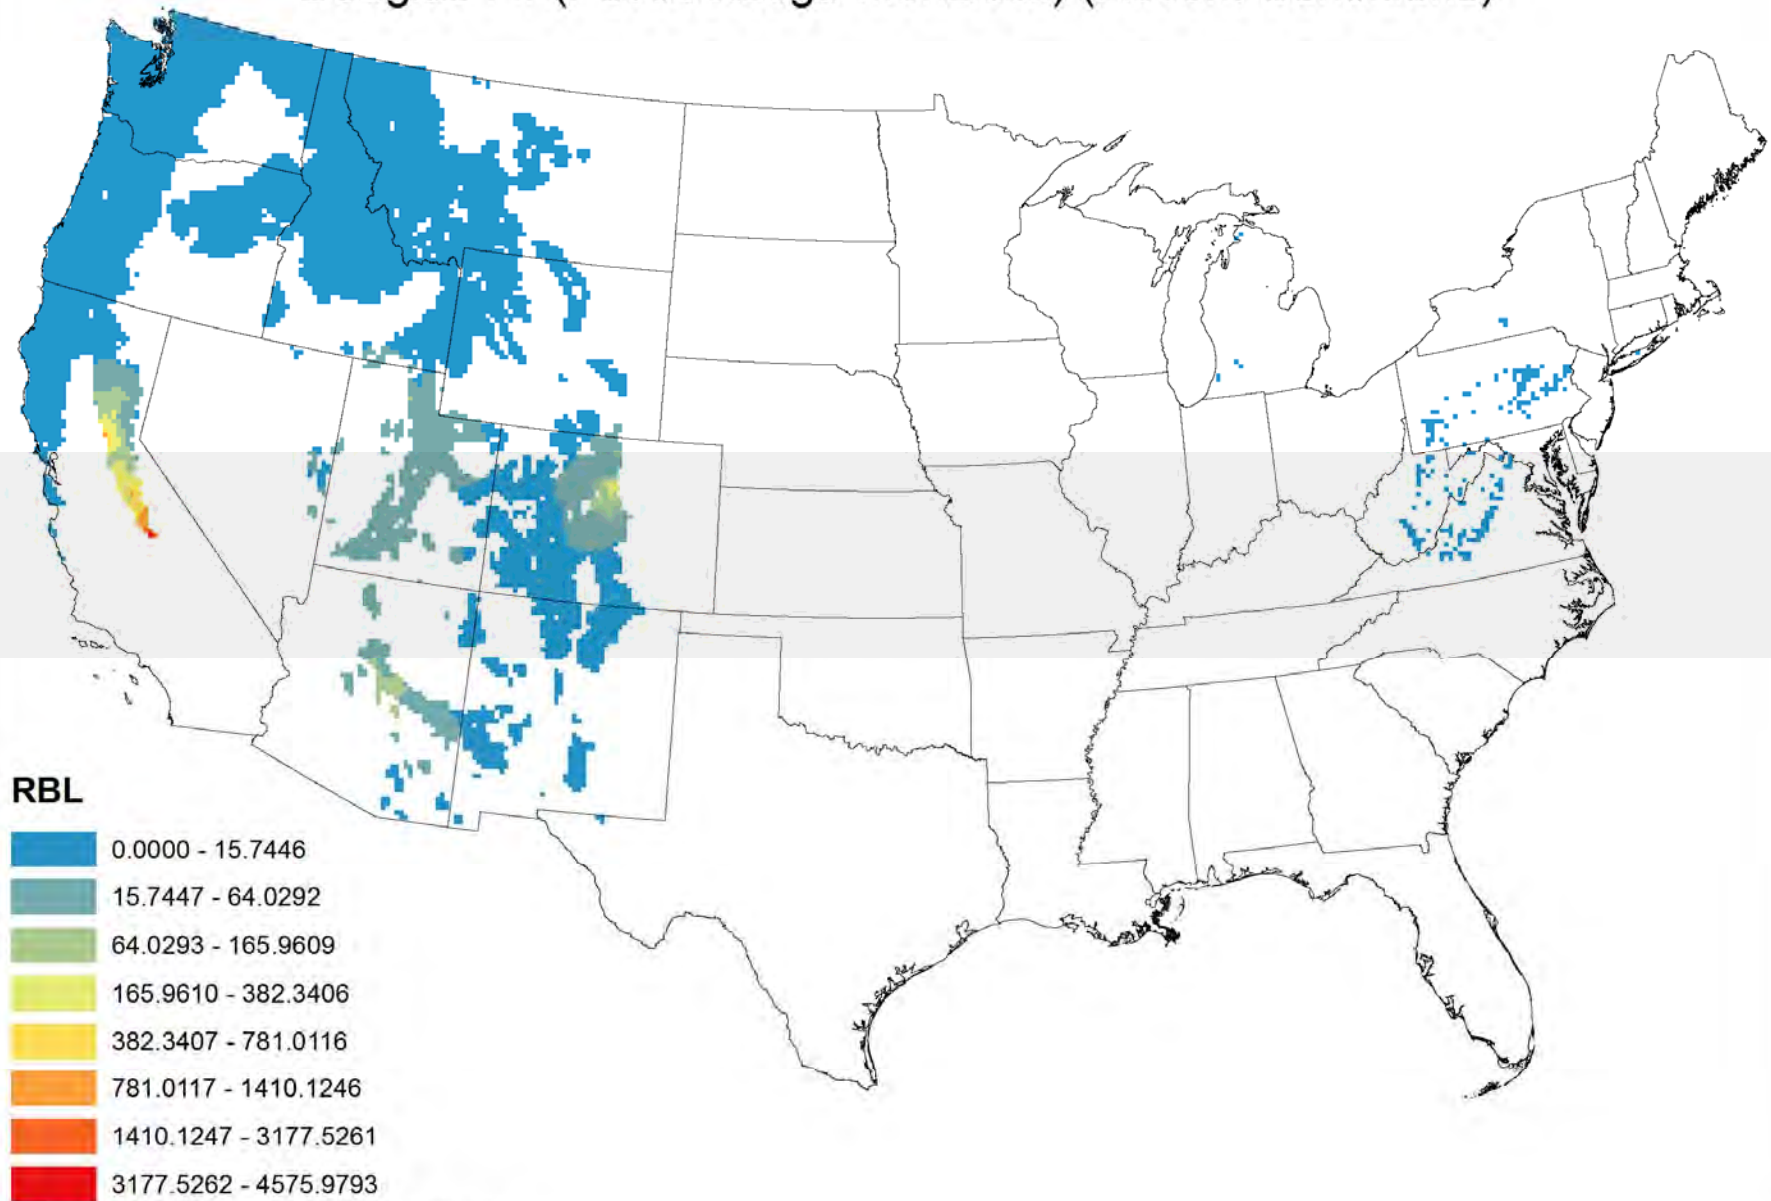 RBL
0.0000 - 15.7446
15.7447 - 64.0292
64.0293 - 165.9609
165.9610 - 382.3406
382.3407 - 781.0116
781.0117 - 1410.1246
1410.1247 - 3177.5261
3177.5262 - 4575.9793